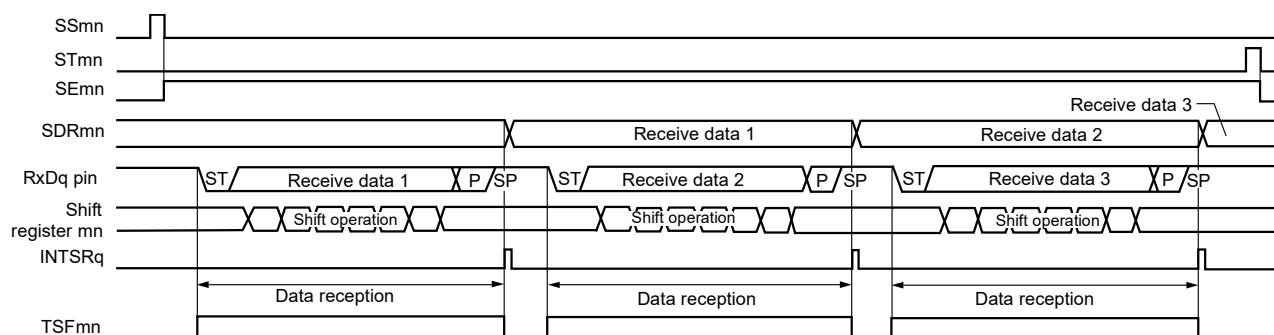 SSmn
STmn
SEmn
Receive data 3
SDRmn Receive data 1 Receive data 2
RxDq pin ST Receive data 1 P SP ST Receive data 2 P SP ST Receive data 3 P SP
Shift
register mn Shift operation Shift operation Shift operation
INTSRq
Data reception Data reception Data reception
TSFmn